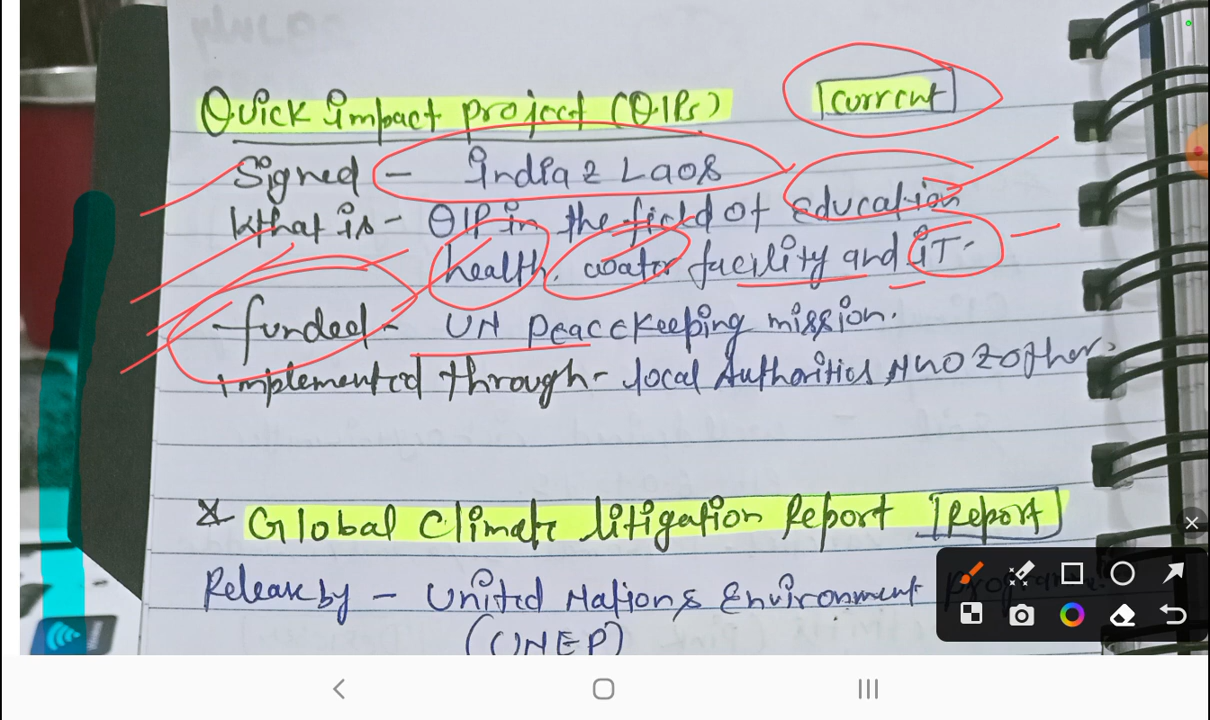 Quick impact project (QIPs) [current]
Signed - India & Laos
What is - QIP in the field of education
health, water facility and IT.
funded - UN peacekeeping mission.
implemented through - local Authorities, NGO & other.
* Global Climate litigation Report [Report]
Release by - United Nations Environment programme
(UNEP)